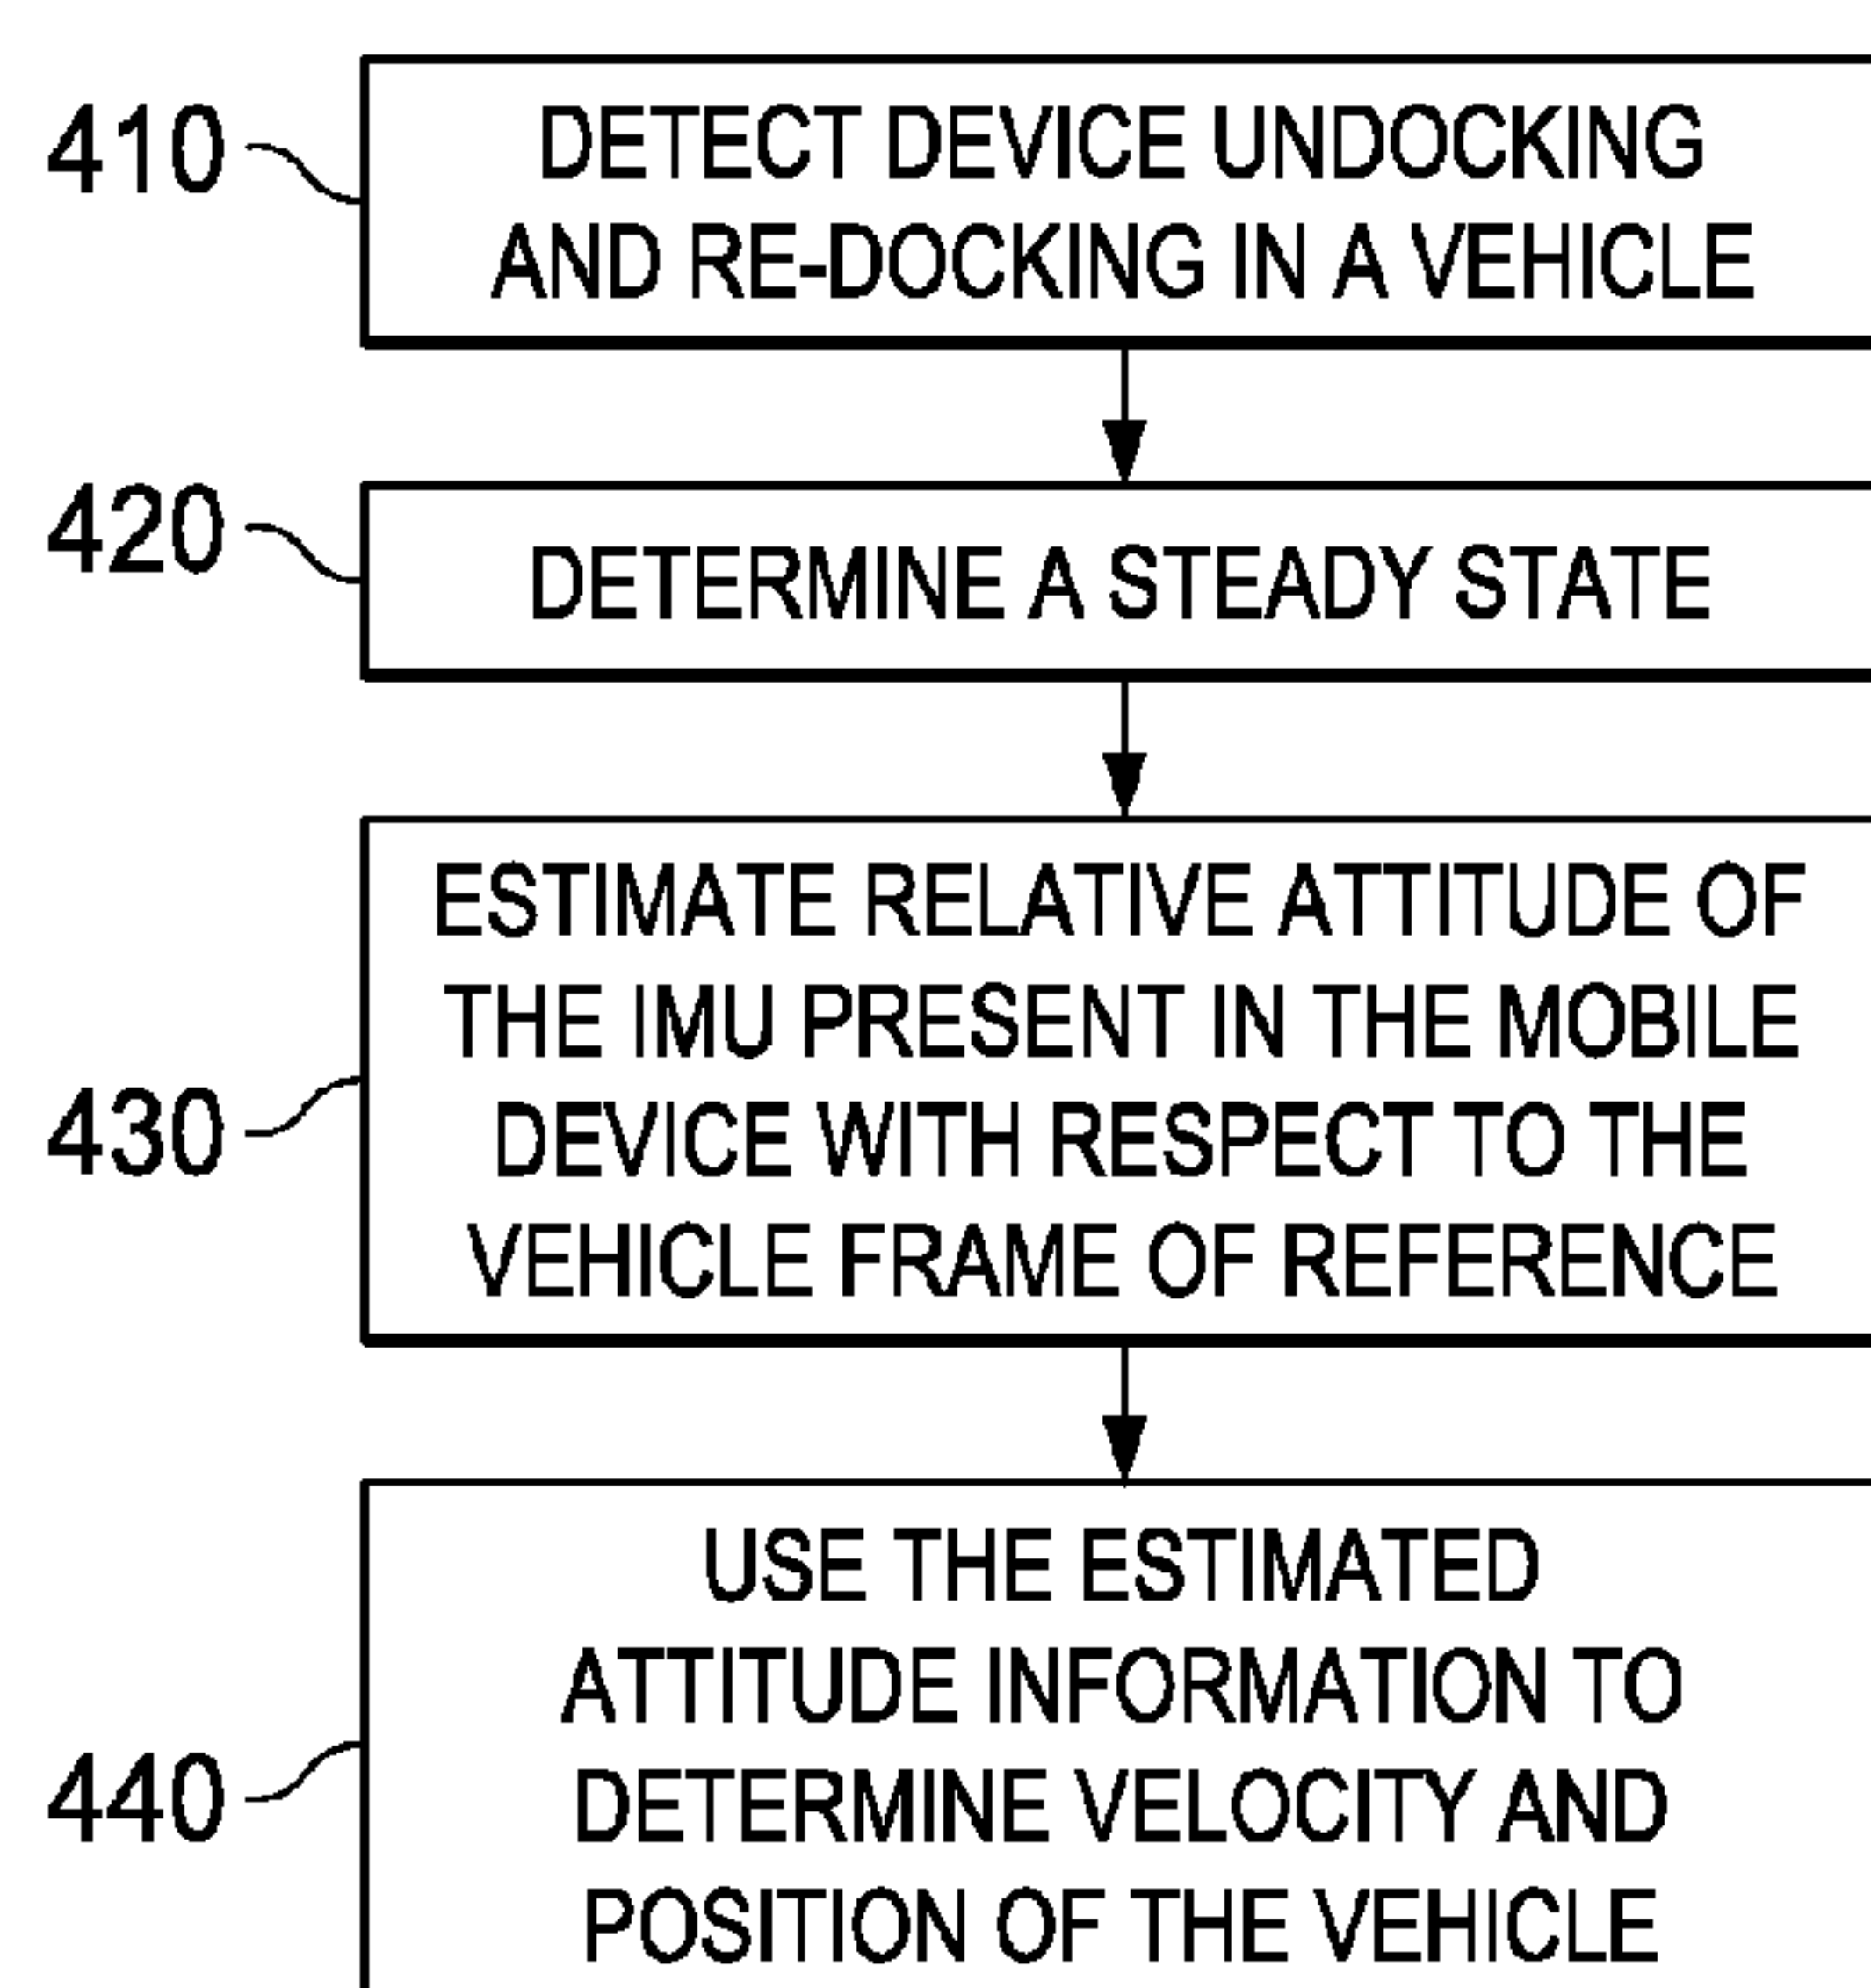 410
DETECT DEVICE UNDOCKING
AND RE-DOCKING IN A VEHICLE
420
DETERMINE A STEADY STATE
430
ESTIMATE RELATIVE ATTITUDE OF
THE IMU PRESENT IN THE MOBILE
DEVICE WITH RESPECT TO THE
VEHICLE FRAME OF REFERENCE
440
USE THE ESTIMATED
ATTITUDE INFORMATION TO
DETERMINE VELOCITY AND
POSITION OF THE VEHICLE